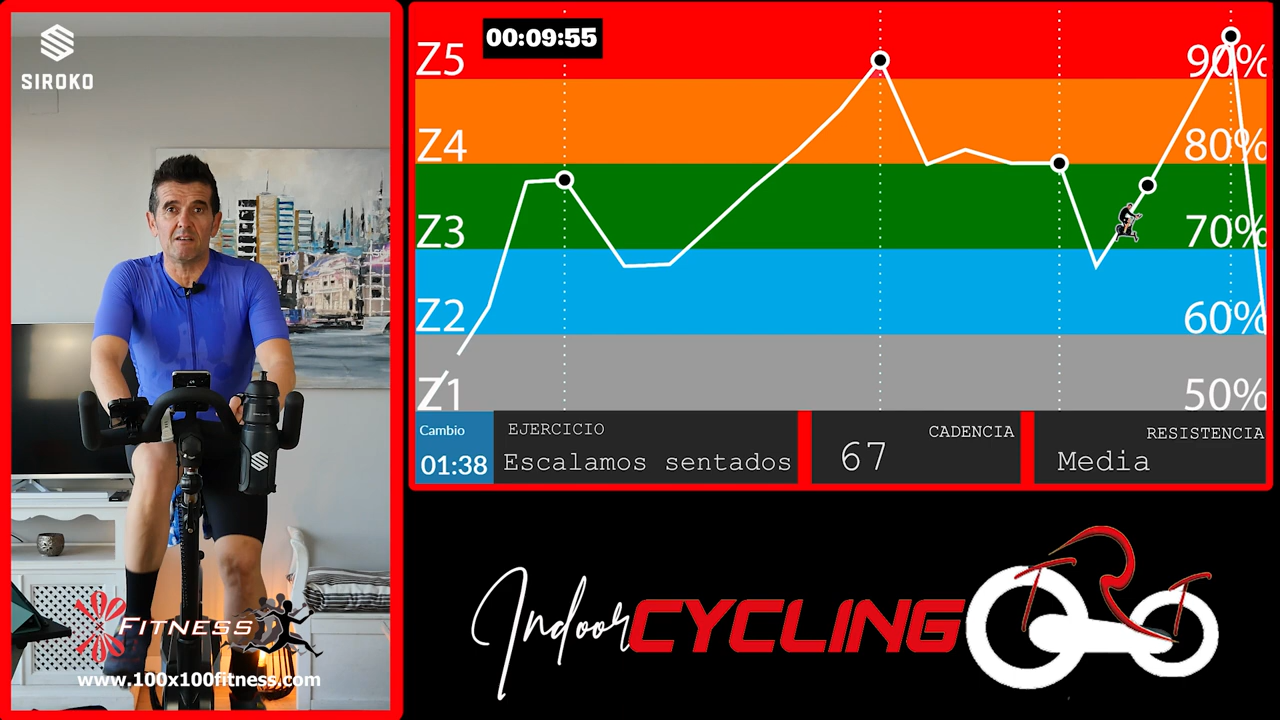 SIROKO
FITNESS
www.100x100fitness.com
00:09:55
Z5
90%
Z4
80%
Z3
70%
Z2
60%
Z1
50%
Cambio
01:38
EJERCICIO
Escalamos sentados
CADENCIA
67
RESISTENCIA
Media
Indoor CYCLING